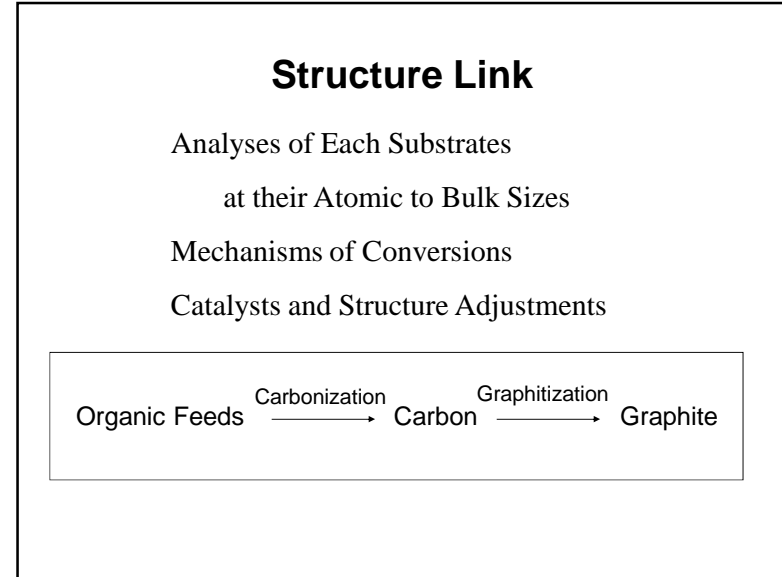 Structure Link
Analyses of Each Substrates
at their Atomic to Bulk Sizes
Mechanisms of Conversions
Catalysts and Structure Adjustments
Carbonization Graphitization
Organic Feeds Carbon Graphite